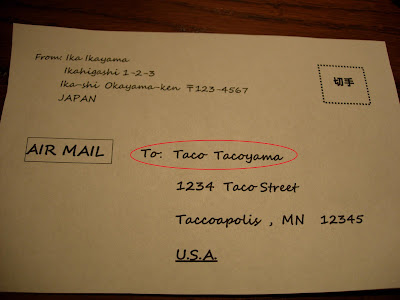 From: Ika Ikayama
Ikahigashi 1-2-3
Ika-shi Okayama-ken 〒123-4567
JAPAN
切手
AIR MAIL
To: Taco Tacoyama
1234 Taco Street
Taccoapolis , MN 12345
U.S.A.